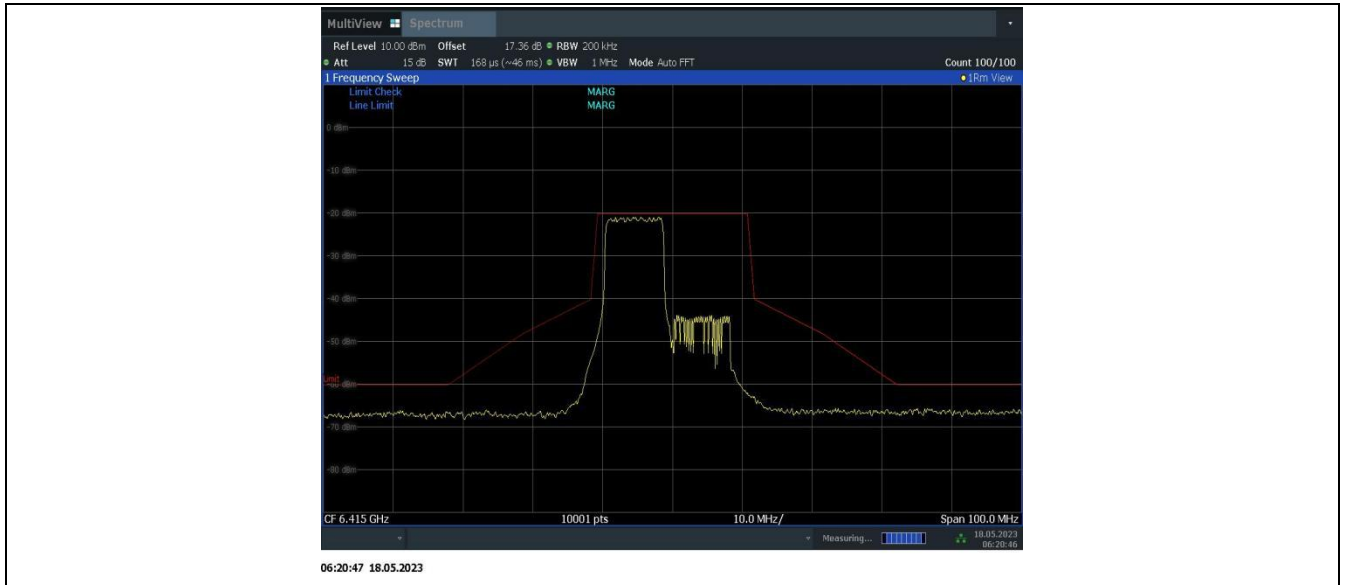 MultiView Spectrum
Ref Level 10.00 dBm Offset 17.36 dB RBW 200 kHz
Att 15 dB SWT 168 µs (~46 ms) VBW 1 MHz Mode Auto FFT Count 100/100
1 Frequency Sweep 1Rm View
Limit Check MARG
Line Limit MARG
0 dBm
-10 dBm
-20 dBm
-30 dBm
-40 dBm
-50 dBm
-60 dBm
-70 dBm
-80 dBm
CF 6.415 GHz 10001 pts 10.0 MHz/ Span 100.0 MHz
Measuring... 18.05.2023
06:20:46
06:20:47 18.05.2023